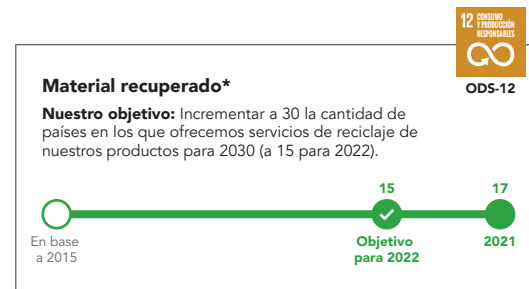 12 CONSUMO
Y PRODUCCIÓN
RESPONSABLES
ODS-12
Material recuperado*
Nuestro objetivo: Incrementar a 30 la cantidad de
países en los que ofrecemos servicios de reciclaje de
nuestros productos para 2030 (a 15 para 2022).
15
17
En base
a 2015
Objetivo
para 2022
2021